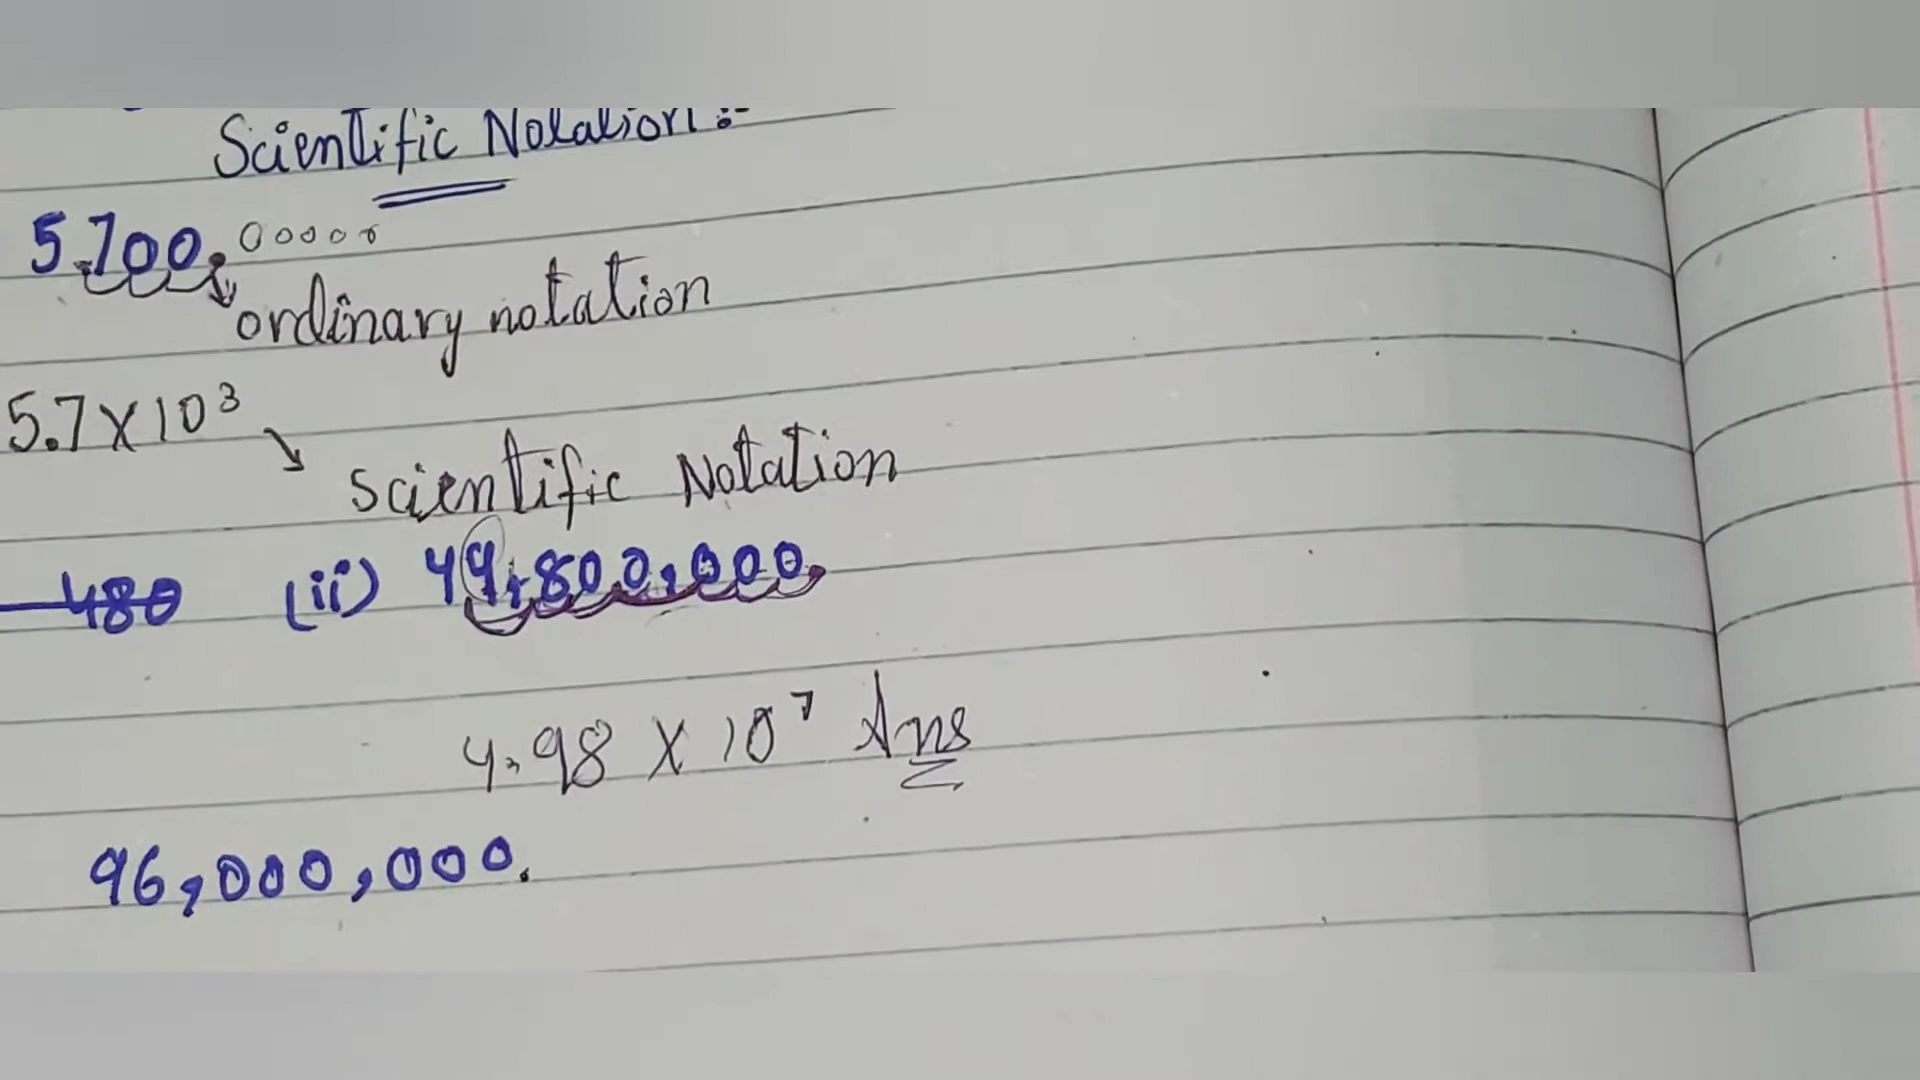 Scientific Notation:-
5.700.00000
ordinary notation
5.7 X 10³
Scientific Notation
480 (ii) 49,800,000.
4.98 X 10⁷ Ans
96,000,000.